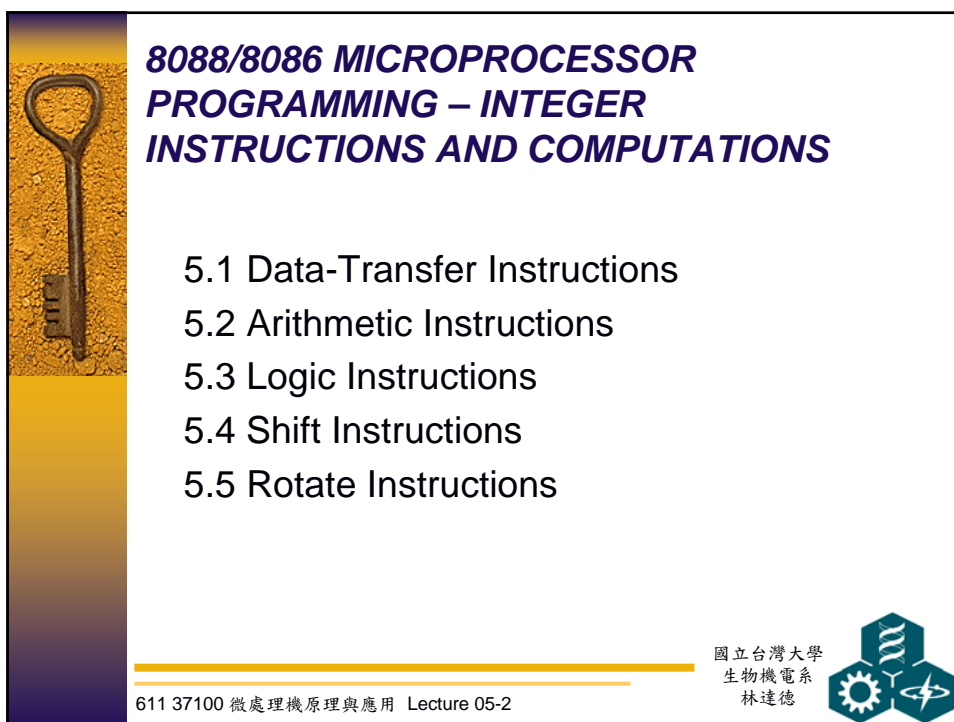 8088/8086 MICROPROCESSOR
PROGRAMMING – INTEGER
INSTRUCTIONS AND COMPUTATIONS
5.1 Data-Transfer Instructions
5.2 Arithmetic Instructions
5.3 Logic Instructions
5.4 Shift Instructions
5.5 Rotate Instructions
國立台灣大學
生物機電系
林達德
611 37100 微處理機原理與應用 Lecture 05-2